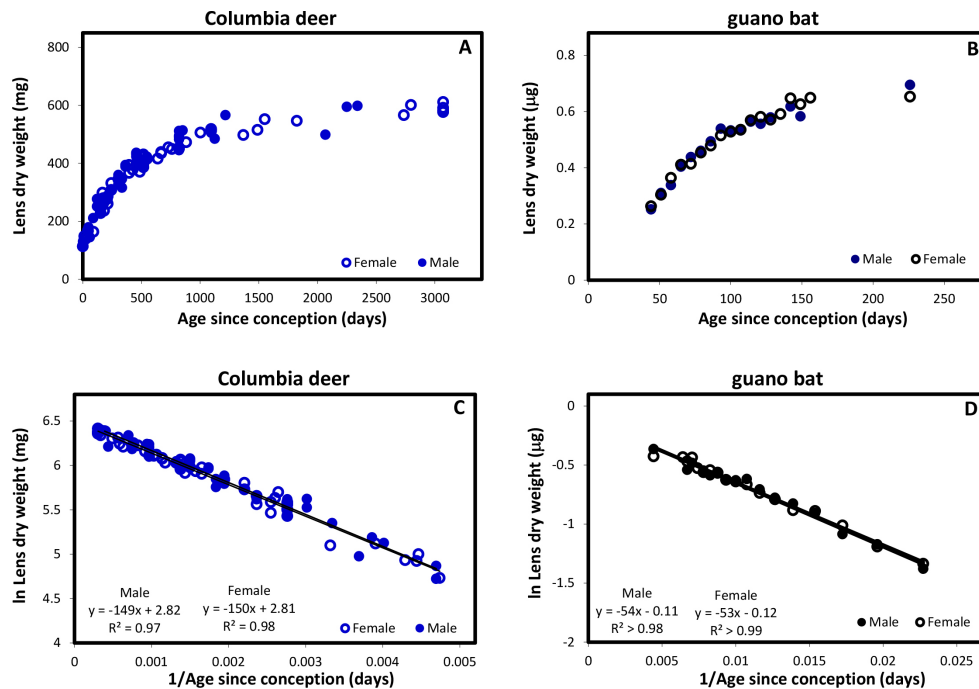 Columbia deer
A
Lens dry weight (mg)
800
600
400
200
0
0 500 1000 1500 2000 2500 3000
Female Male
Age since conception (days)
guano bat
B
Lens dry weight (µg)
0.8
0.6
0.4
0.2
0
0 50 100 150 200 250
Male Female
Age since conception (days)
Columbia deer
C
ln Lens dry weight (mg)
6.5
6
5.5
5
4.5
4
Male Female
y = -149x + 2.82 y = -150x + 2.81
R² = 0.97 R² = 0.98
Female Male
0 0.001 0.002 0.003 0.004 0.005
1/Age since conception (days)
guano bat
D
ln Lens dry weight (µg)
0
-0.5
-1
-1.5
-2
Male Female
y = -54x - 0.11 y = -53x - 0.12
R² > 0.98 R² > 0.99
Male Female
0 0.005 0.01 0.015 0.02 0.025
1/Age since conception (days)